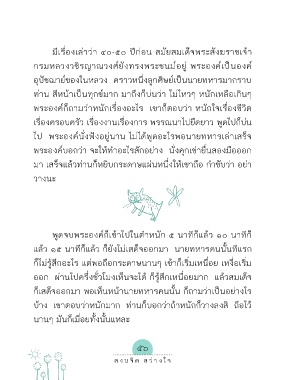 มีเรื่องเล่าว่า ๔๐-๕๐ ปีก่อน สมัยสมเด็จพระสังฆราชเจ้า
กรมหลวงวชิรญาณวงศ์ยังทรงพระชนม์อยู่ พระองค์เป็นองค์
อุปัชฌาย์ของในหลวง คราวหนึ่งลูกศิษย์เป็นนายทหารมากราบ
ท่าน สีหน้าเป็นทุกข์มาก มาถึงก็บ่นว่า ไม่ไหวๆ หนักเหลือเกินๆ
พระองค์ก็ถามว่าหนักเรื่องอะไร เขาก็ตอบว่า หนักใจเรื่องชีวิต
เรื่องครอบครัว เรื่องงานเรื่องการ พรรณนาไปยืดยาว พูดไปก็บ่น
ไป พระองค์นั่งฟังอยู่นาน ไม่ได้พูดอะไรพอนายทหารเล่าเสร็จ
พระองค์บอกว่า จะให้ทำอะไรสักอย่าง นั่งคุกเข่ายื่นสองมือออก
มา เสร็จแล้วท่านก็หยิบกระดาษแผ่นหนึ่งให้เขาถือ กำชับว่า อย่า
วางนะ
พูดจบพระองค์ก็เข้าไปในตำหนัก ๕ นาทีก็แล้ว ๑๐ นาทีก็
แล้ว ๑๕ นาทีก็แล้ว ก็ยังไม่เสด็จออกมา นายทหารคนนั้นทีแรก
ก็ไม่รู้สึกอะไร แต่พอถือกระดาษนานๆ เข้าก็เริ่มเหนื่อย เหงื่อเริ่ม
ออก ผ่านไปครึ่งชั่วโมงเห็นจะได้ ก็รู้สึกเหนื่อยมาก แล้วสมเด็จ
ก็เสด็จออกมา พอเห็นหน้านายทหารคนนั้น ก็ถามว่าเป็นอย่างไร
บ้าง เขาตอบว่าหนักมาก ท่านก็บอกว่าถ้าหนักก็วางลงสิ ถือไว้
นานๆ มันก็เมื่อยทั้งนั้นแหละ
สงบจิต สว่างใจ